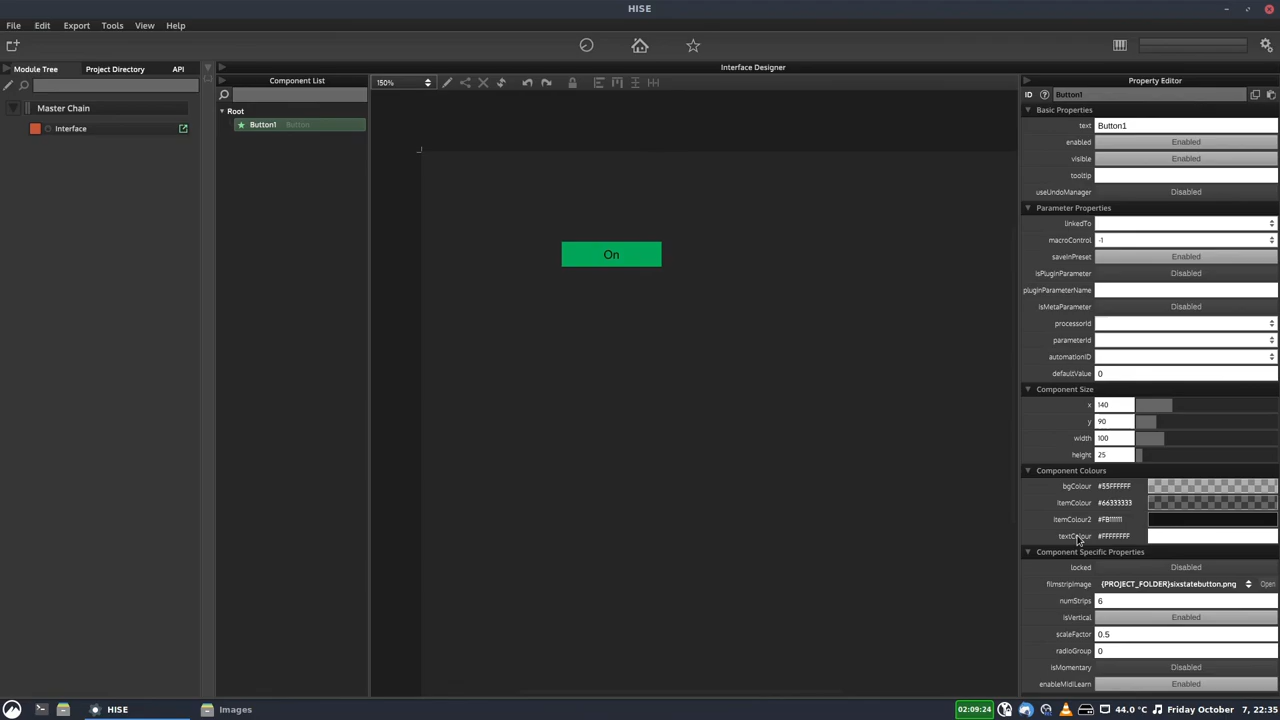 HISE
File Edit Export Tools View Help
Module Tree Project Directory API
Master Chain
Interface
Component List
Root
Button1 Button
Interface Designer
150%
On
Property Editor
ID Button1
Basic Properties
text Button1
enabled Enabled
visible Enabled
tooltip
useUndoManager Disabled
Parameter Properties
linkedTo
macroControl -1
saveInPreset Enabled
isPluginParameter Disabled
pluginParameterName
isMetaParameter Disabled
processorId
parameterId
automationID
defaultValue 0
Component Size
x 140
y 90
width 100
height 25
Component Colours
bgColour #55FFFFFF
itemColour #66333333
itemColour2 #FB111111
textColour #FFFFFFFF
Component Specific Properties
locked Disabled
filmstripImage {PROJECT_FOLDER}sixstatebutton.png Open
numStrips 6
isVertical Enabled
scaleFactor 0.5
radioGroup 0
isMomentary Disabled
enableMidiLearn Enabled
HISE Images 02:09:24 44.0 °C Friday October 7, 22:35